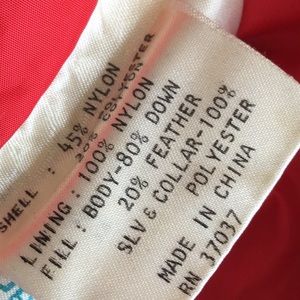 SHELL : 45% NYLON
POLYESTER
LINING : 100% NYLON
FILL : BODY-80% DOWN
20% FEATHER
SLV & COLLAR-100%
POLYESTER
MADE IN CHINA
RN 37037